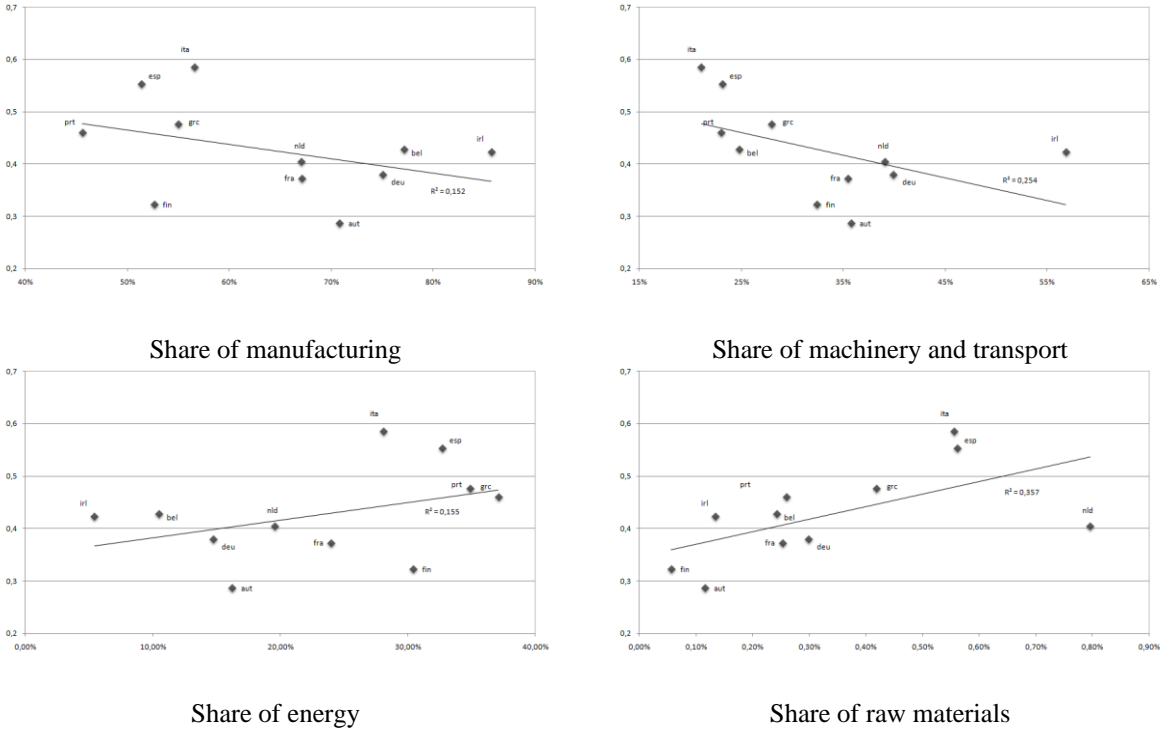 0,7
0,6
0,5
0,4
0,3
0,2
40%
50%
60%
70%
80%
90%
ita
esp
prt
grc
nld
bel
irl
fra
deu
fin
aut
R² = 0,152
Share of manufacturing
0,7
0,6
0,5
0,4
0,3
0,2
15%
25%
35%
45%
55%
65%
ita
esp
prt
grc
bel
nld
irl
fra
deu
fin
aut
R² = 0,254
Share of machinery and transport
0,7
0,6
0,5
0,4
0,3
0,2
0,00%
10,00%
20,00%
30,00%
40,00%
ita
esp
prt
grc
irl
bel
nld
deu
fra
fin
aut
R² = 0,155
Share of energy
0,7
0,6
0,5
0,4
0,3
0,2
0,00%
0,10%
0,20%
0,30%
0,40%
0,50%
0,60%
0,70%
0,80%
0,90%
ita
esp
prt
grc
irl
bel
nld
fra
deu
fin
aut
R² = 0,357
Share of raw materials